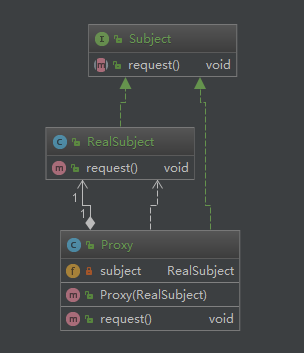 I Subject
m request() void
C RealSubject
m request() void
1
1
C Proxy
f subject RealSubject
m Proxy(RealSubject)
m request() void